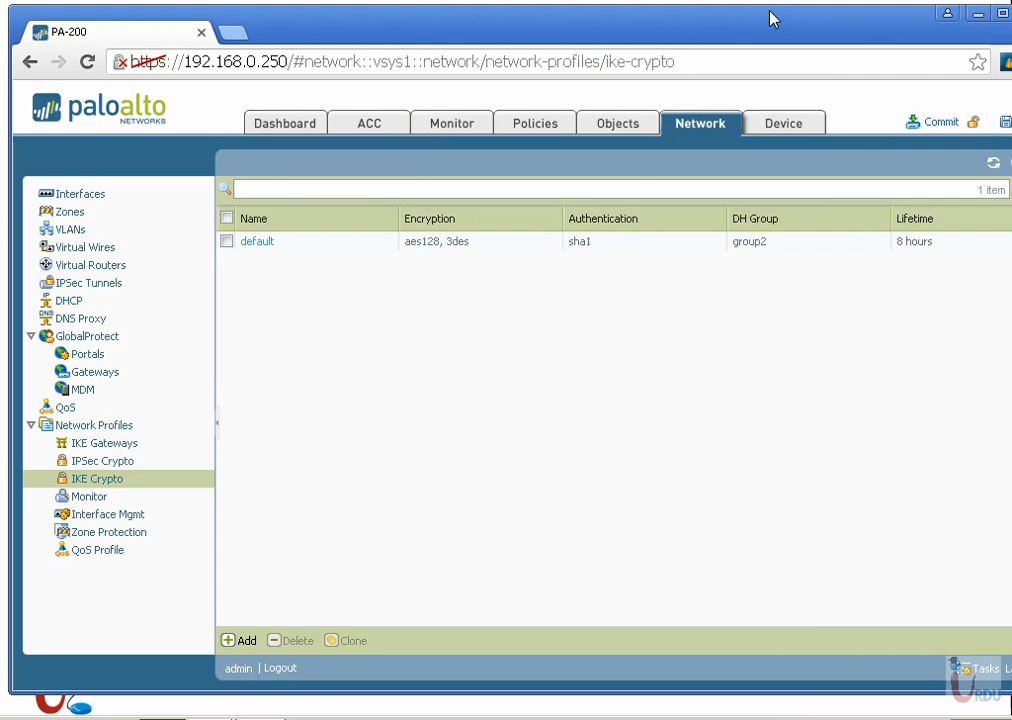 PA-200
https://192.168.0.250/#network::vsys1::network/network-profiles/ike-crypto
paloalto
NETWORKS
Dashboard ACC Monitor Policies Objects Network Device
Commit
Interfaces
Zones
VLANs
Virtual Wires
Virtual Routers
IPSec Tunnels
DHCP
DNS Proxy
GlobalProtect
Portals
Gateways
MDM
QoS
Network Profiles
IKE Gateways
IPSec Crypto
IKE Crypto
Monitor
Interface Mgmt
Zone Protection
QoS Profile
1 item
Name Encryption Authentication DH Group Lifetime
default aes128, 3des sha1 group2 8 hours
Add Delete Clone
admin | Logout
Tasks
URDU